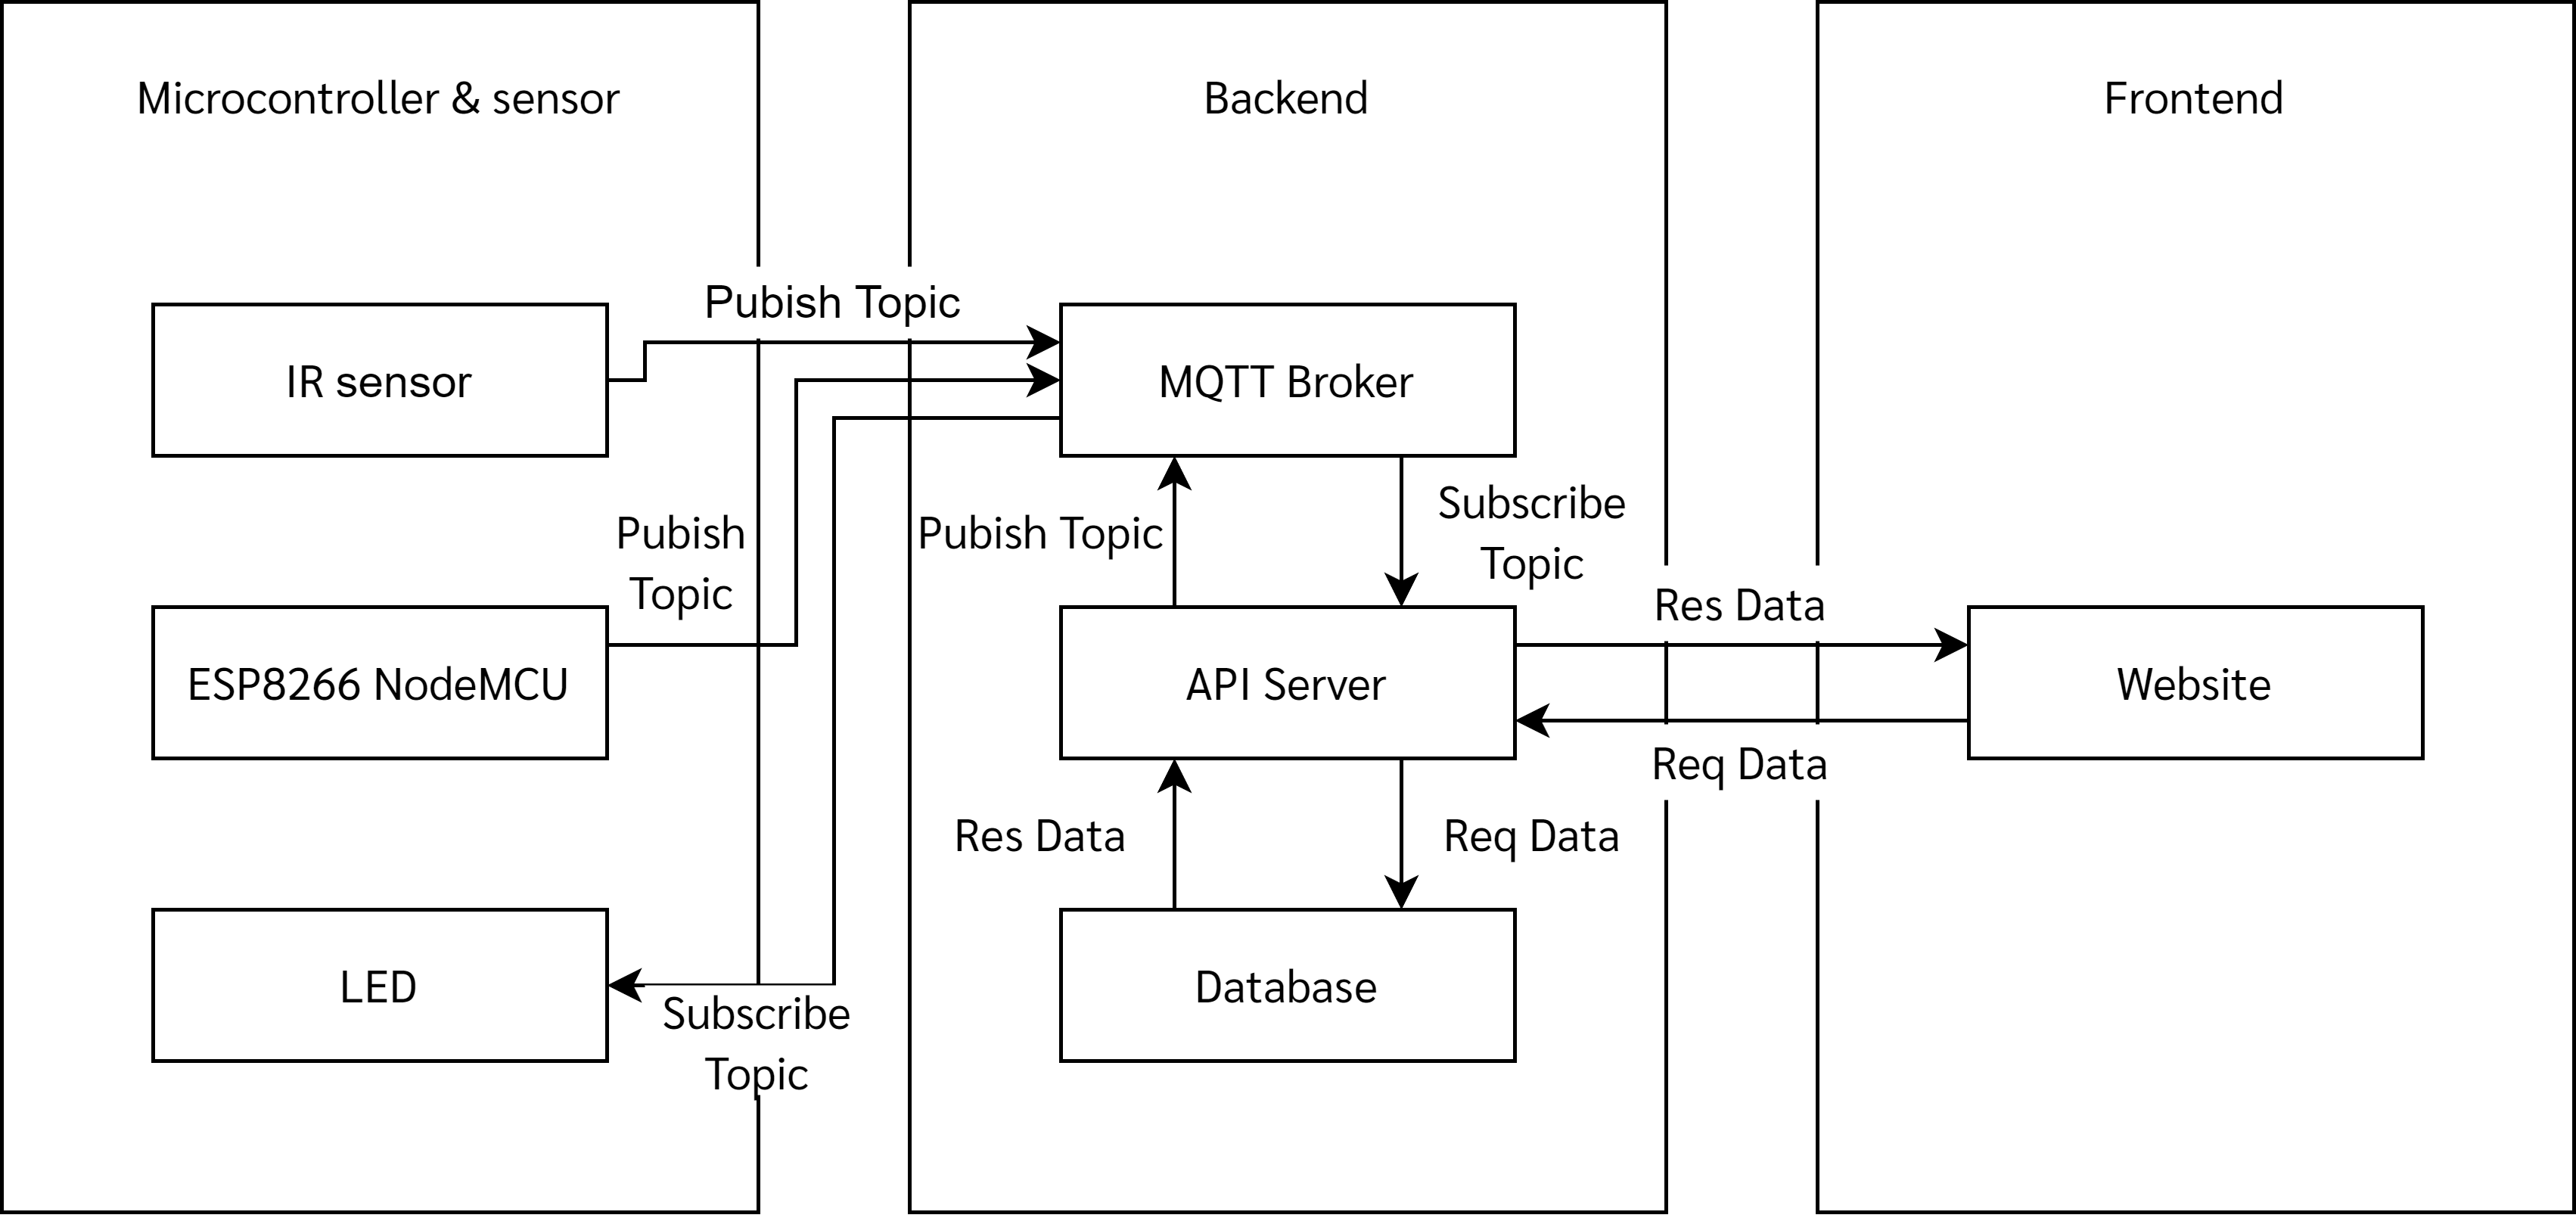 Microcontroller & sensor
Backend
Frontend
Pubish Topic
IR sensor
MQTT Broker
Pubish
Topic
Pubish Topic
Subscribe
Topic
Res Data
ESP8266 NodeMCU
API Server
Website
Req Data
Res Data
Req Data
LED
Database
Subscribe
Topic